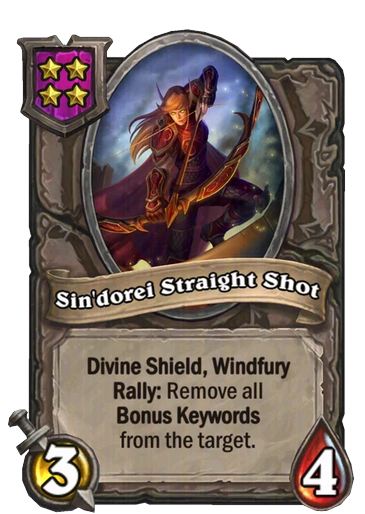 Sin'dorei Straight Shot
Divine Shield, Windfury
Rally: Remove all
Bonus Keywords
from the target.
3
4